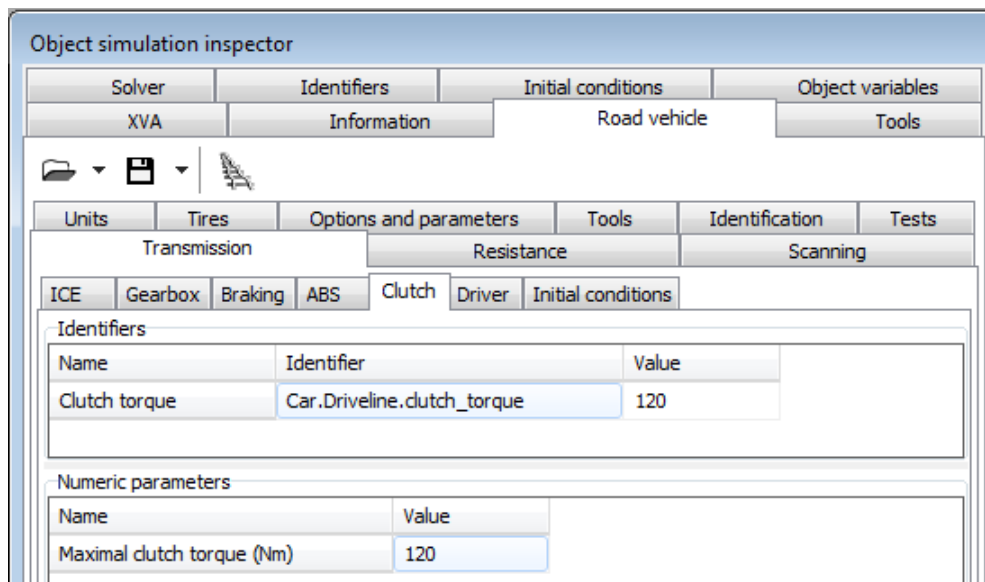 Object simulation inspector
Solver Identifiers Initial conditions Object variables
XVA Information Road vehicle Tools
Units Tires Options and parameters Tools Identification Tests
Transmission Resistance Scanning
ICE Gearbox Braking ABS Clutch Driver Initial conditions
Identifiers
Name Identifier Value
Clutch torque Car.Driveline.clutch_torque 120
Numeric parameters
Name Value
Maximal clutch torque (Nm) 120